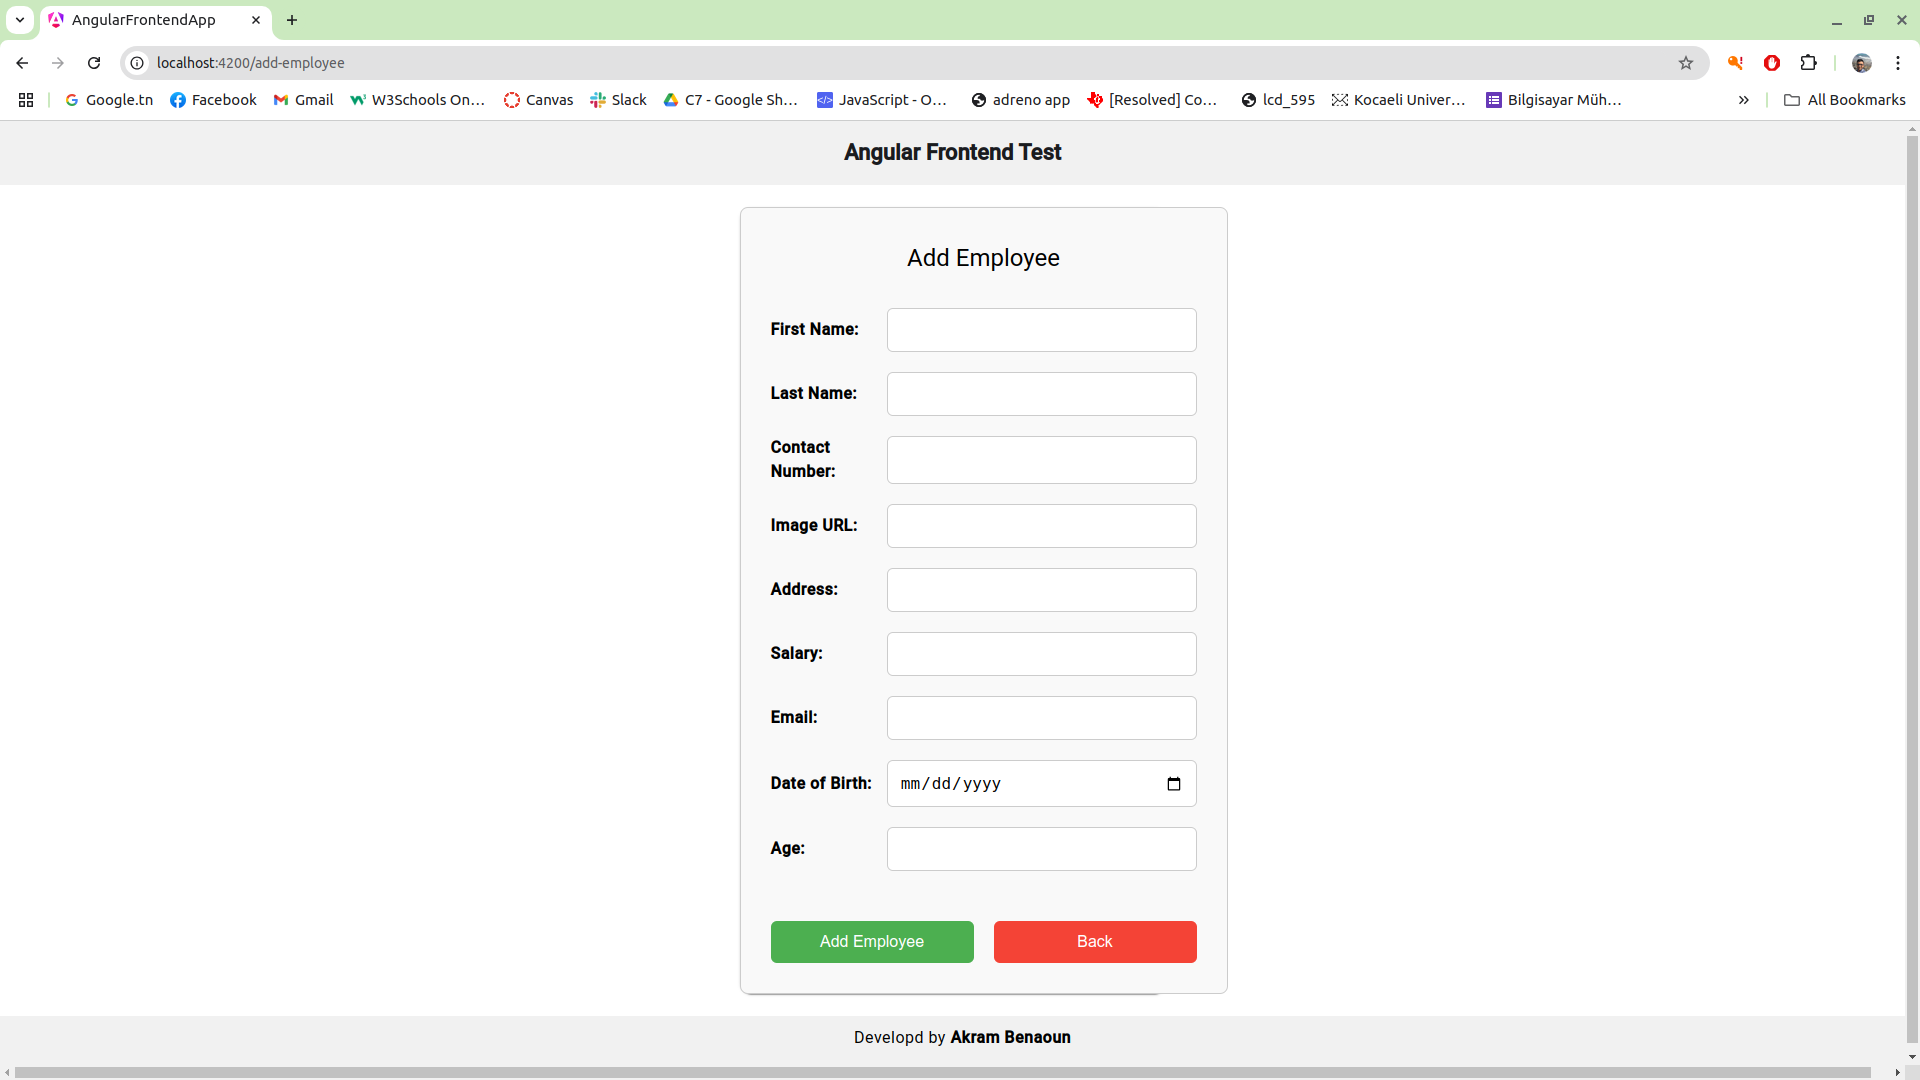 AngularFrontendApp
localhost:4200/add-employee
Google.tn Facebook Gmail W3Schools On... Canvas Slack C7 - Google Sh... JavaScript - O... adreno app [Resolved] Co... lcd_595 Kocaeli Univer... Bilgisayar Müh... All Bookmarks
Angular Frontend Test
Add Employee
First Name:
Last Name:
Contact
Number:
Image URL:
Address:
Salary:
Email:
Date of Birth: mm/dd/yyyy
Age:
Add Employee Back
Developd by Akram Benaoun